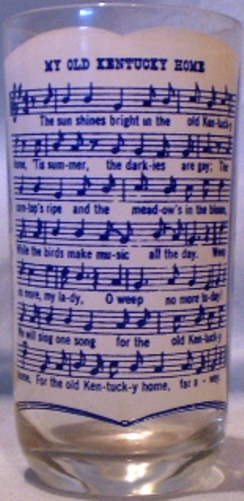 MY OLD KENTUCKY HOME
The sun shines bright in the old Ken-tuck-y
ome, 'Tis sum-mer, the dark-ies are gay; The
corn-top's ripe and the mead-ow's in the bloom,
While the birds make mu-sic all the day. Weep
no more, my la-dy, O weep no more to-day!
We will sing one song for the old Ken-tuck-y
ome, For the old Ken-tuck-y home, far a - way.